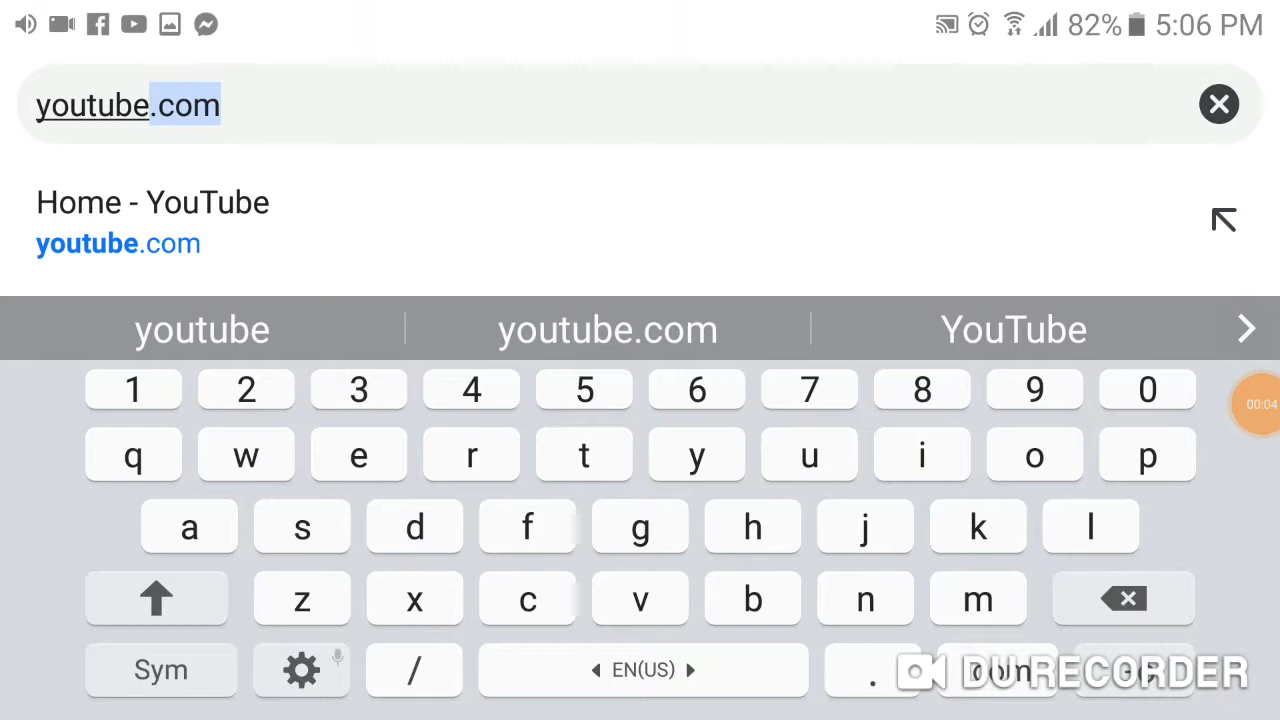 82% 5:06 PM
youtube.com
Home - YouTube
youtube.com
youtube youtube.com YouTube
1 2 3 4 5 6 7 8 9 0
00:04
q w e r t y u i o p
a s d f g h j k l
z x c v b n m
Sym / EN(US) . .com
DU RECORDER